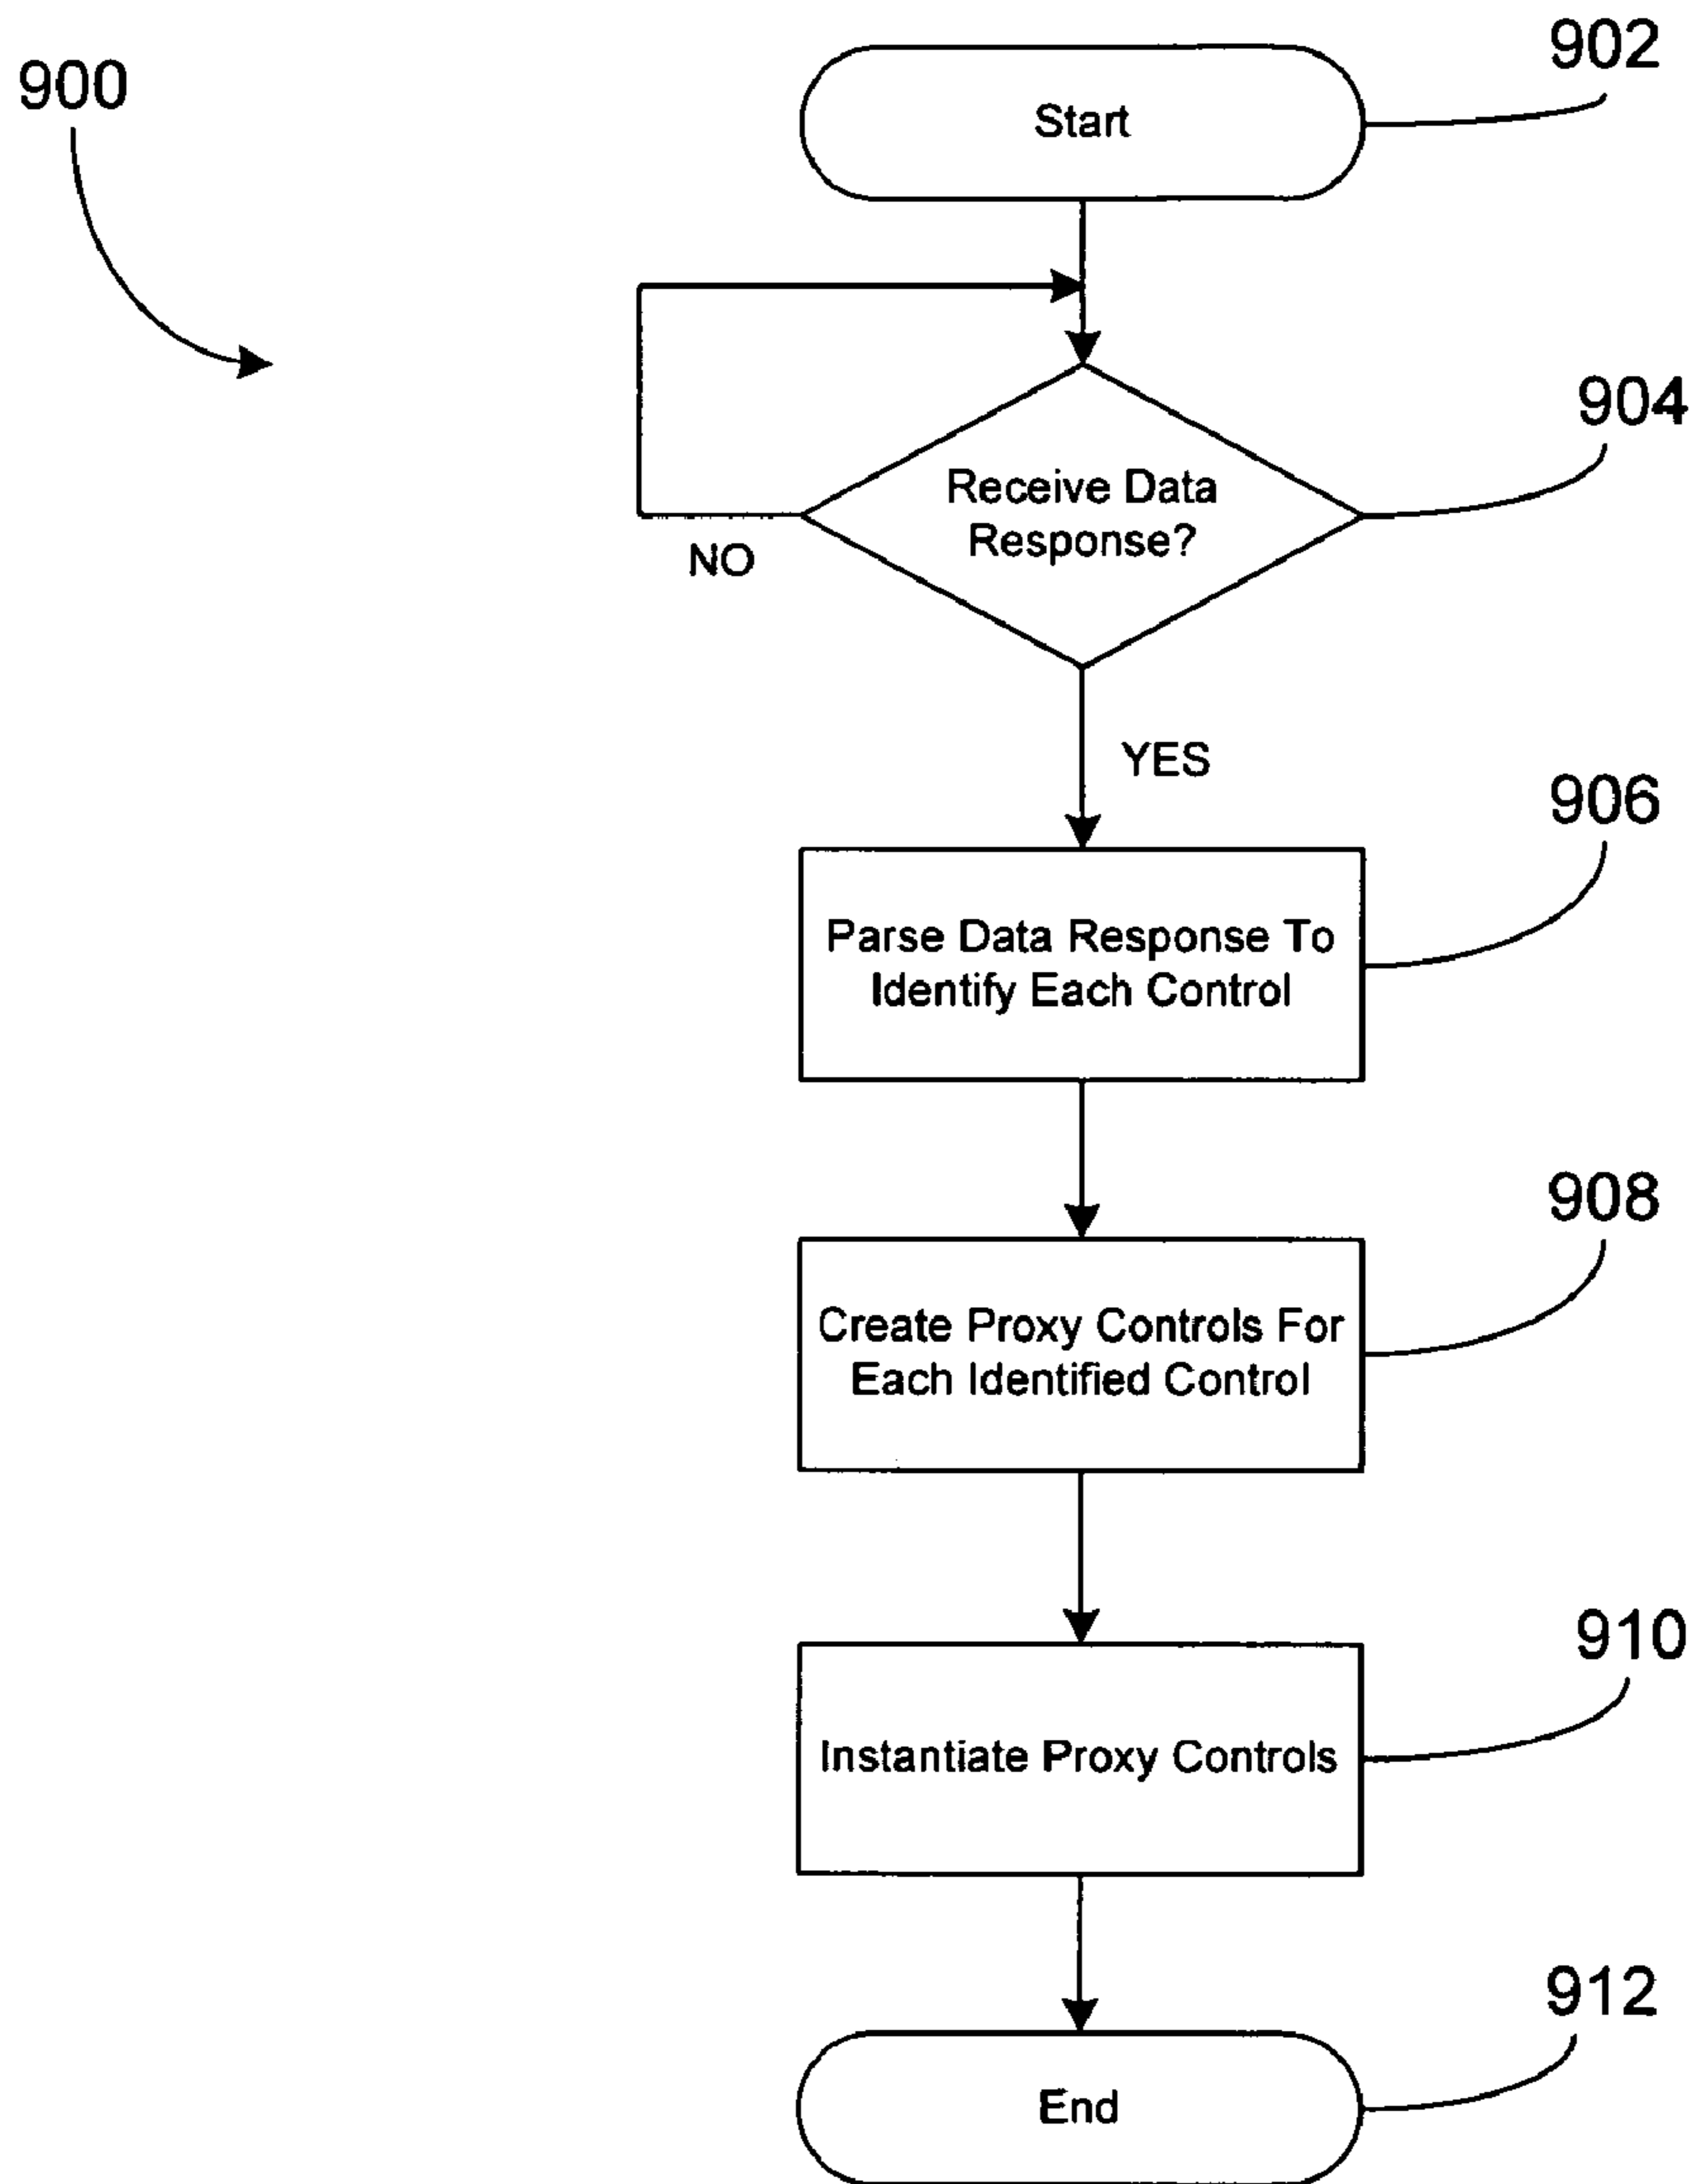 900
902
Start
904
Receive Data
Response?
NO
YES
906
Parse Data Response To
Identify Each Control
908
Create Proxy Controls For
Each Identified Control
910
Instantiate Proxy Controls
912
End